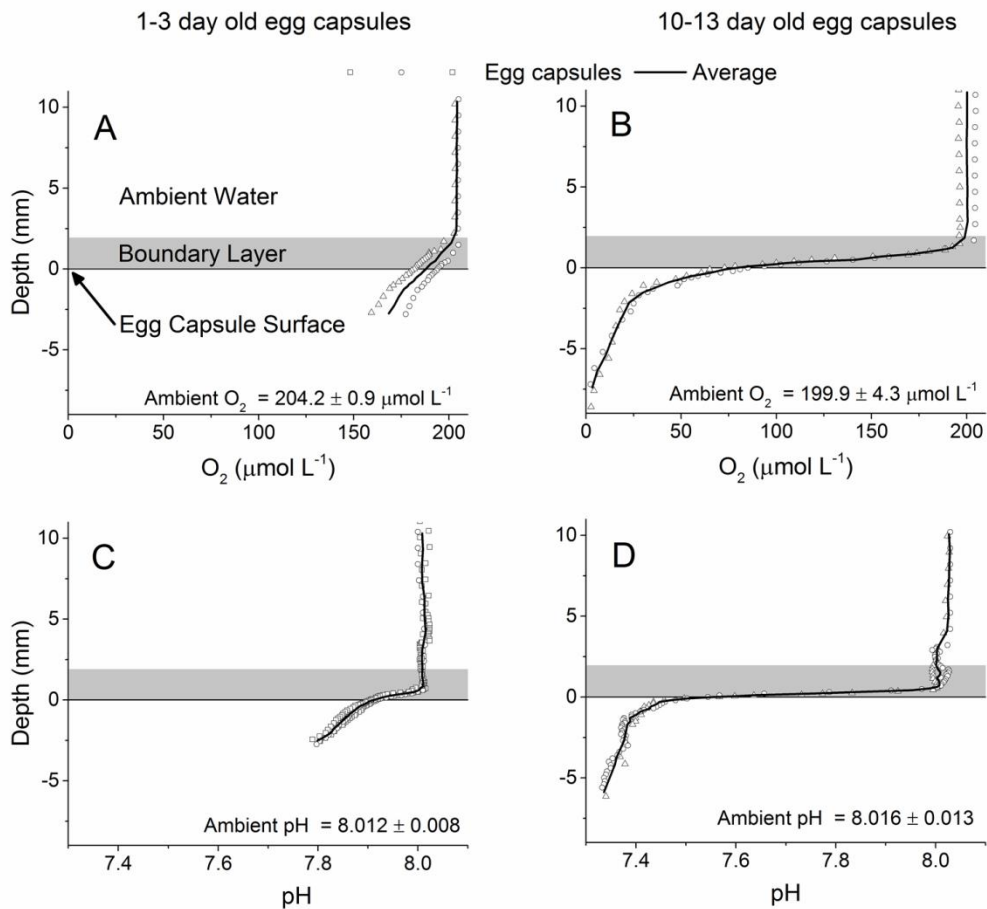 1-3 day old egg capsules
10-13 day old egg capsules
Egg capsules Average
A
Ambient Water
Boundary Layer
Egg Capsule Surface
Ambient O₂ = 204.2 ± 0.9 μmol L⁻¹
Depth (mm)
10
5
0
-5
0 50 100 150 200
O₂ (μmol L⁻¹)
B
Ambient O₂ = 199.9 ± 4.3 μmol L⁻¹
10
5
0
-5
0 50 100 150 200
O₂ (μmol L⁻¹)
C
Ambient pH = 8.012 ± 0.008
Depth (mm)
10
5
0
-5
7.4 7.6 7.8 8.0
pH
D
Ambient pH = 8.016 ± 0.013
10
5
0
-5
7.4 7.6 7.8 8.0
pH